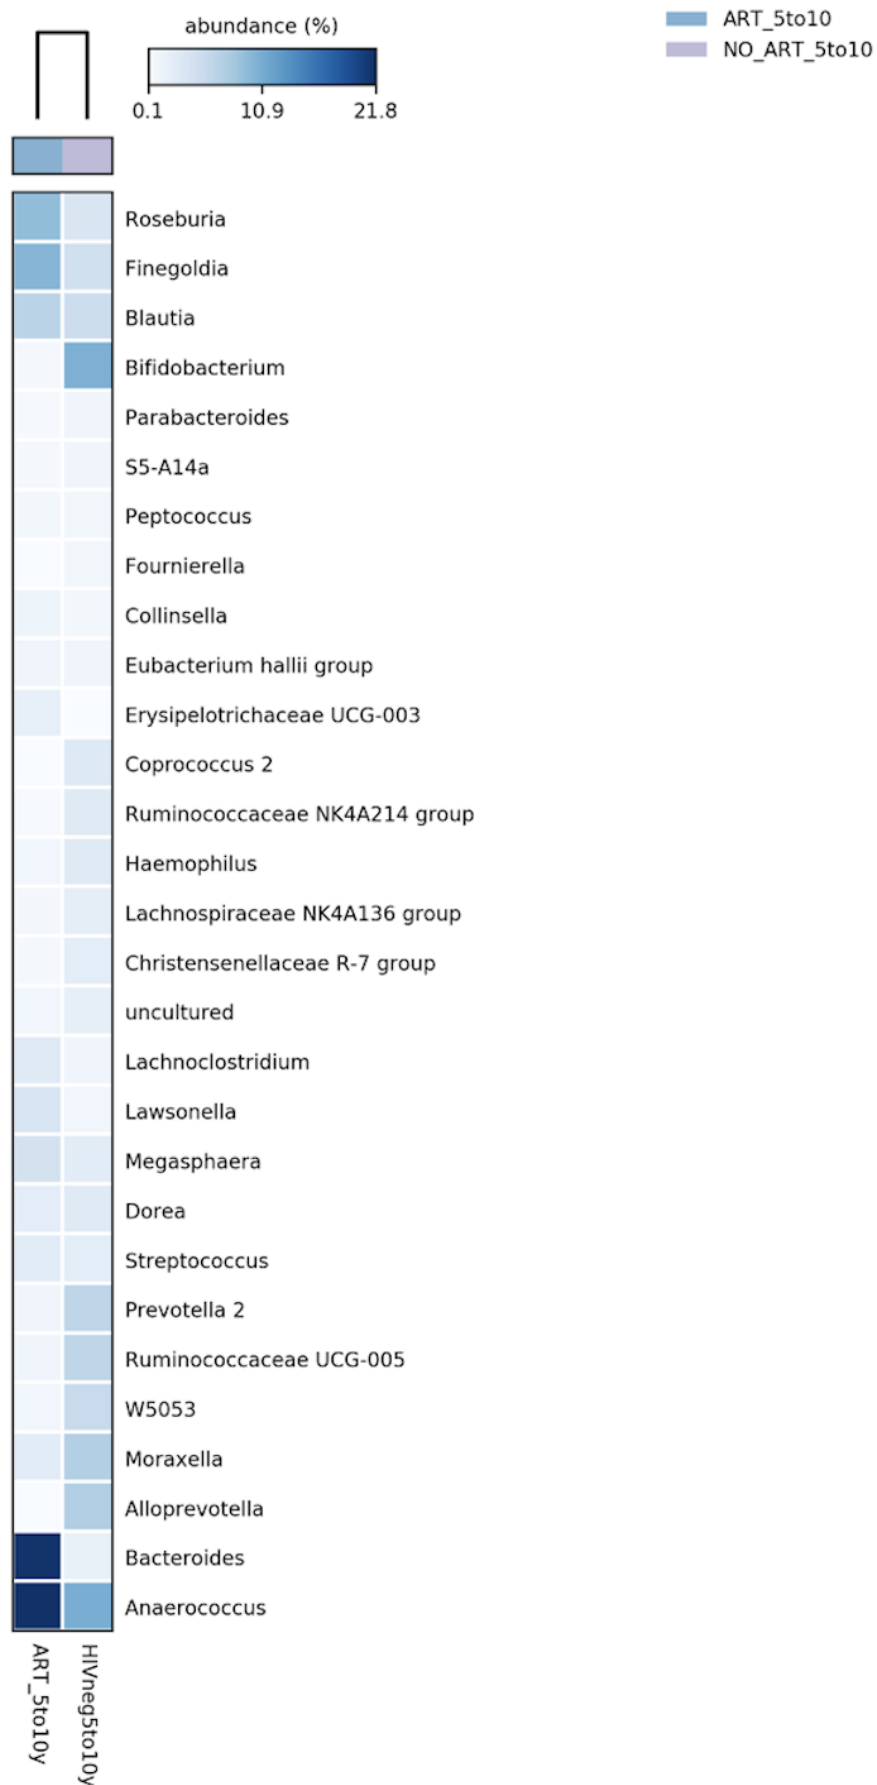 abundance (%)
0.1 10.9 21.8
ART_5to10
NO_ART_5to10
Roseburia
Finegoldia
Blautia
Bifidobacterium
Parabacteroides
S5-A14a
Peptococcus
Fournierella
Collinsella
Eubacterium hallii group
Erysipelotrichaceae UCG-003
Coprococcus 2
Ruminococcaceae NK4A214 group
Haemophilus
Lachnospiraceae NK4A136 group
Christensenellaceae R-7 group
uncultured
Lachnoclostridium
Lawsonella
Megasphaera
Dorea
Streptococcus
Prevotella 2
Ruminococcaceae UCG-005
W5053
Moraxella
Alloprevotella
Bacteroides
Anaerococcus
ART_5to10y
HIVneg5to10y